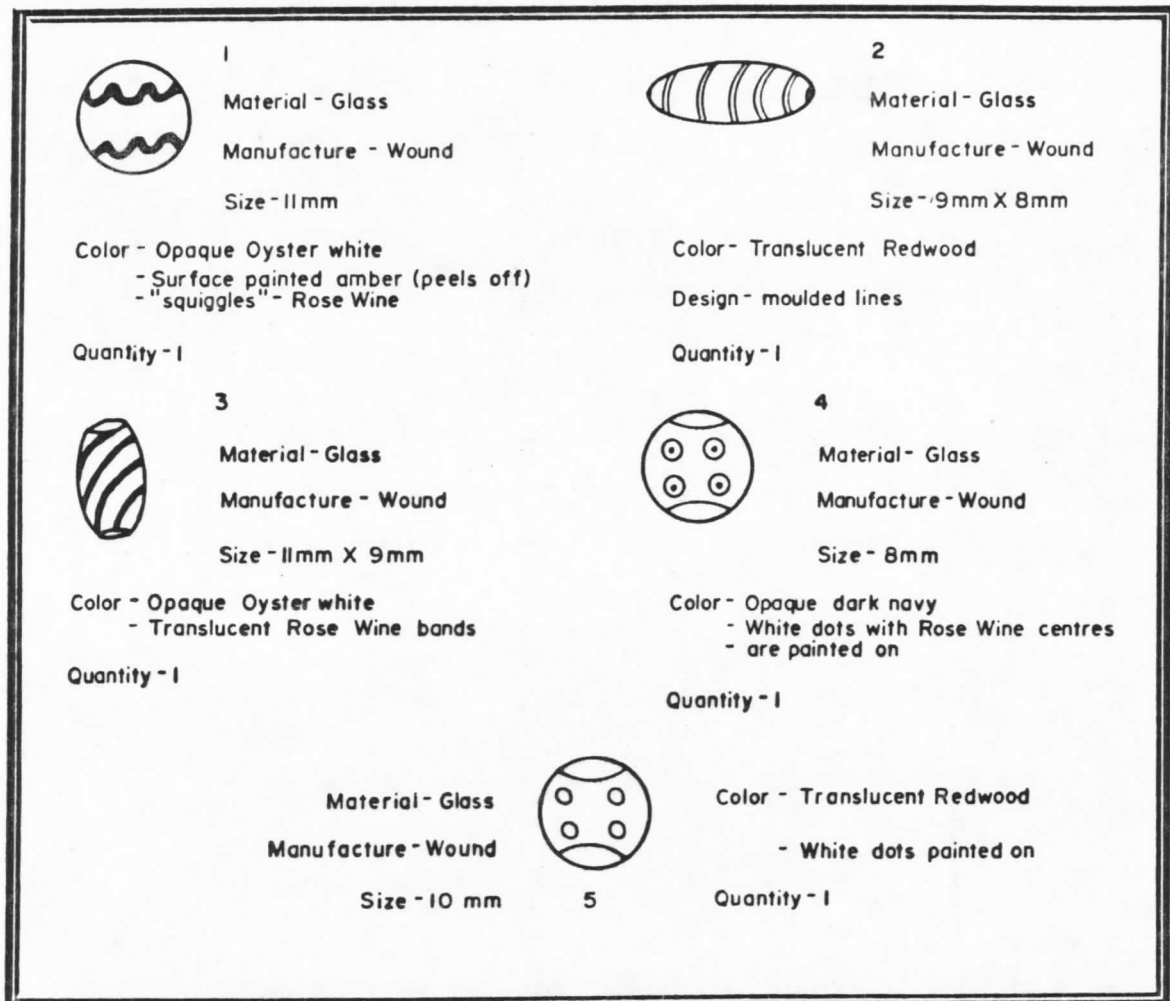 1
Material - Glass
Manufacture - Wound
Size - 11mm
Color - Opaque Oyster white
- Surface painted amber (peels off)
- "squiggles" - Rose Wine
Quantity - 1
2
Material - Glass
Manufacture - Wound
Size - 9mm X 8mm
Color - Translucent Redwood
Design - moulded lines
Quantity - 1
3
Material - Glass
Manufacture - Wound
Size - 11mm X 9mm
Color - Opaque Oyster white
- Translucent Rose Wine bands
Quantity - 1
4
Material - Glass
Manufacture - Wound
Size - 8mm
Color - Opaque dark navy
- White dots with Rose Wine centres
- are painted on
Quantity - 1
Material - Glass
Manufacture - Wound
Size - 10 mm
5
Color - Translucent Redwood
- White dots painted on
Quantity - 1